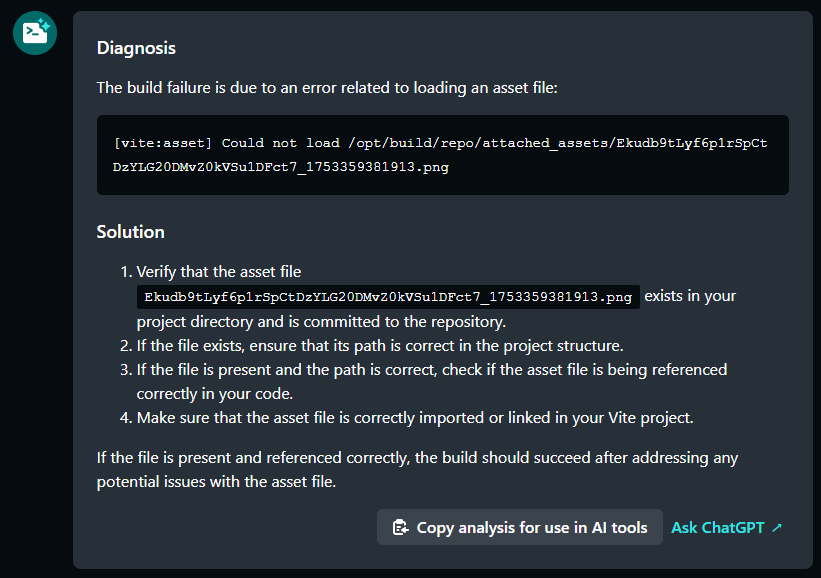 Diagnosis
The build failure is due to an error related to loading an asset file:
[vite:asset] Could not load /opt/build/repo/attached_assets/Ekudb9tLyf6p1rSpCt
DzYLG20DMvZ0kVSu1DFct7_1753359381913.png
Solution
1. Verify that the asset file
Ekudb9tLyf6p1rSpCtDzYLG20DMvZ0kVSu1DFct7_1753359381913.png exists in your
project directory and is committed to the repository.
2. If the file exists, ensure that its path is correct in the project structure.
3. If the file is present and the path is correct, check if the asset file is being referenced
correctly in your code.
4. Make sure that the asset file is correctly imported or linked in your Vite project.
If the file is present and referenced correctly, the build should succeed after addressing any
potential issues with the asset file.
Copy analysis for use in AI tools Ask ChatGPT ↗